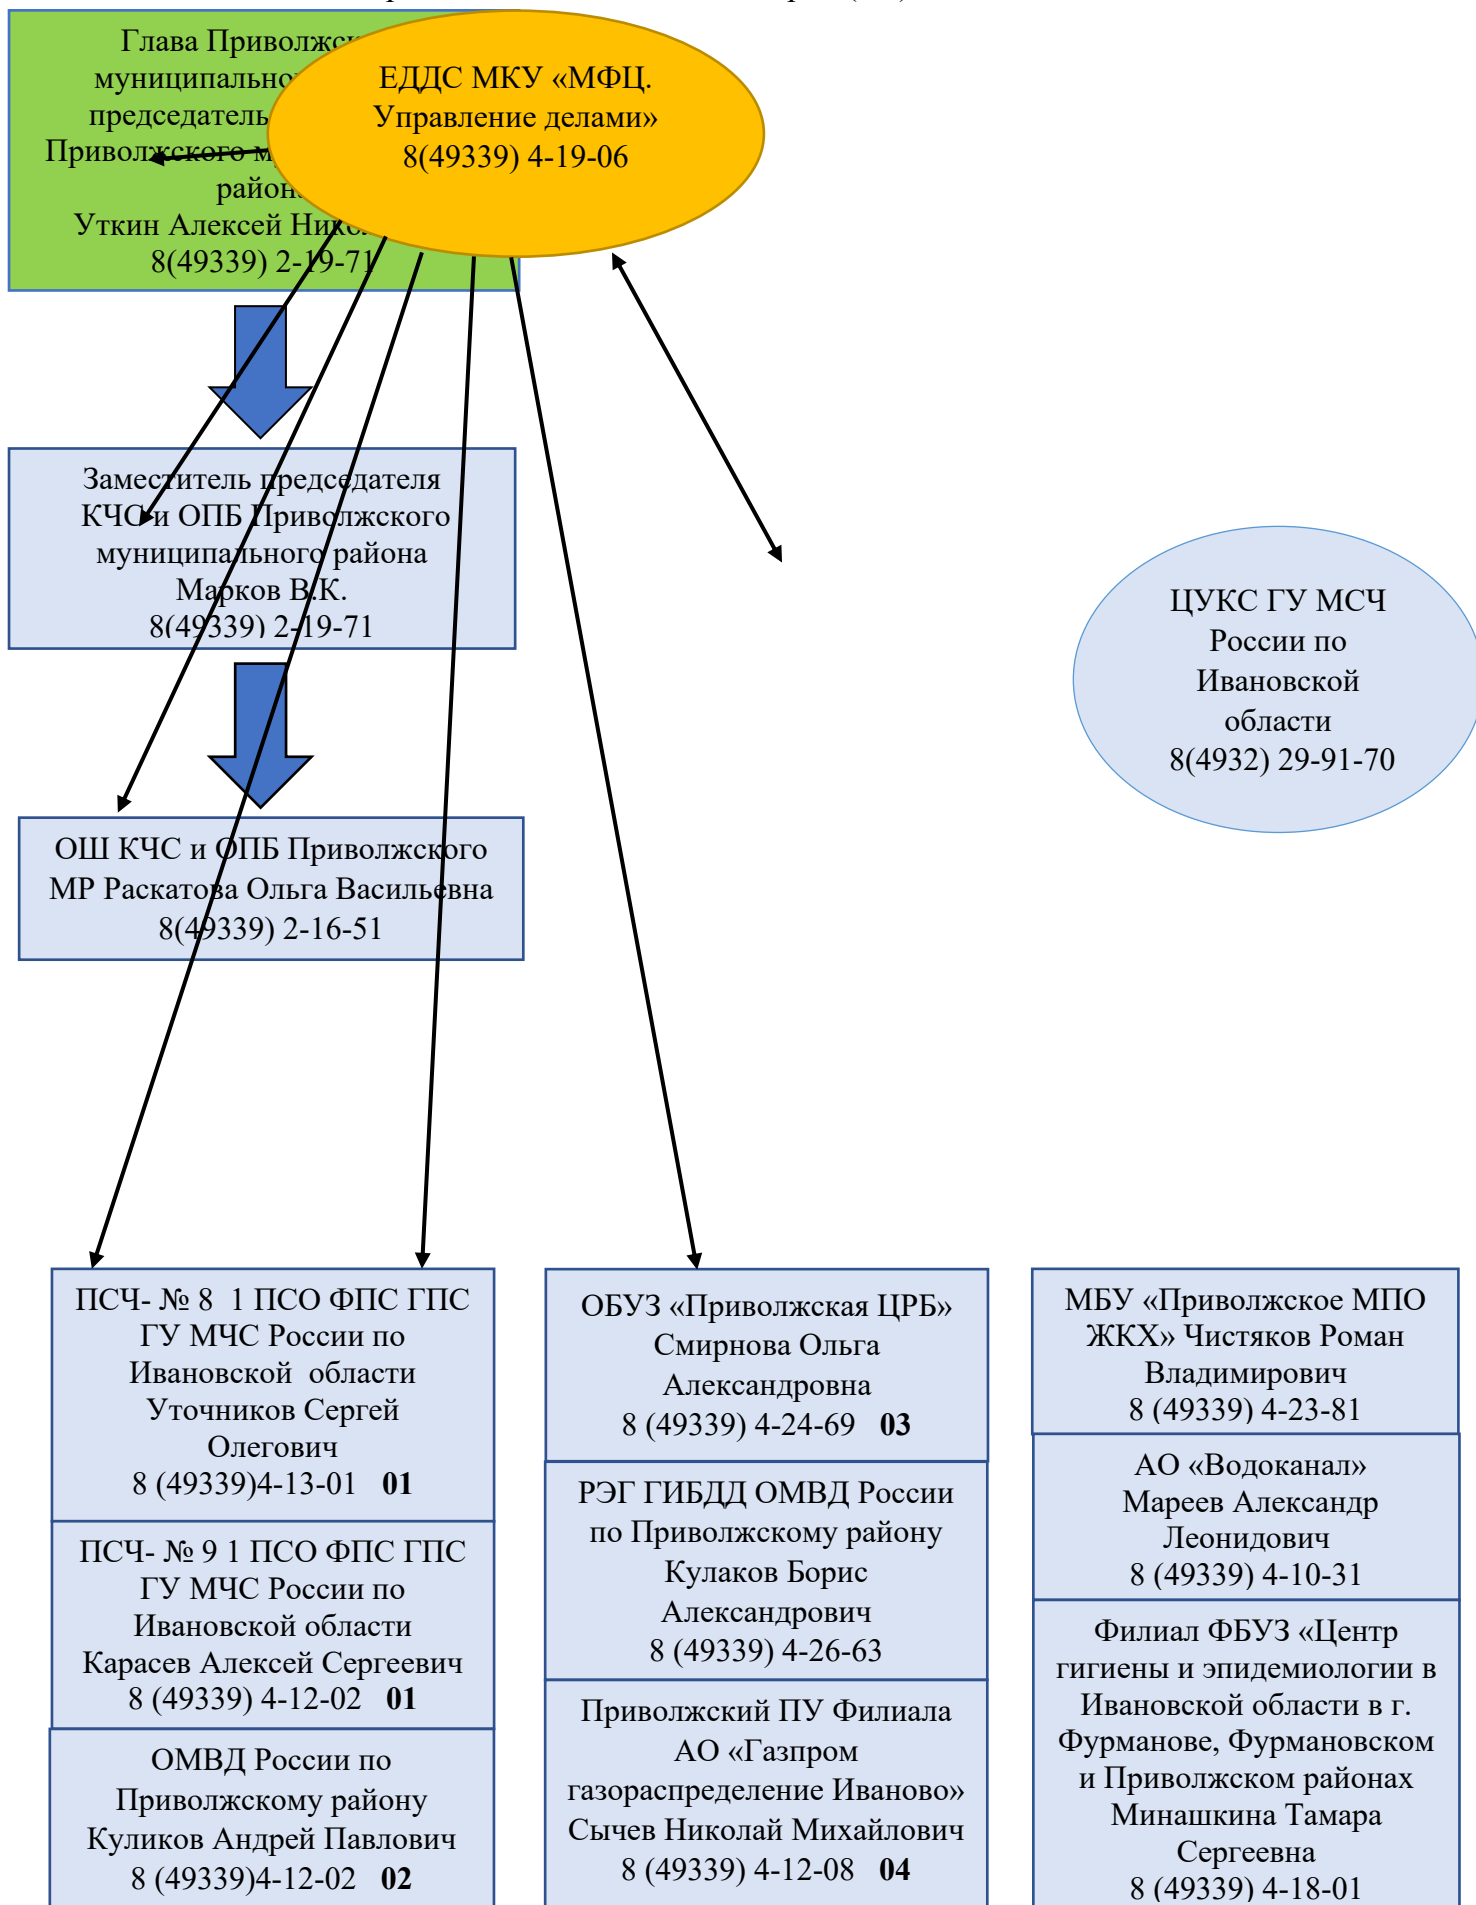 Глава Приволжск
муниципально
председатель
Приволжского м
район
Уткин Алексей Никол
8(49339) 2-19-71
ЕДДС МКУ «МФЦ.
Управление делами»
8(49339) 4-19-06
Заместитель председателя
КЧС и ОПБ Приволжского
муниципального района
Марков В.К.
8(49339) 2-19-71
ЦУКС ГУ МСЧ
России по
Ивановской
области
8(4932) 29-91-70
ОШ КЧС и ОПБ Приволжского
МР Раскатова Ольга Васильевна
8(49339) 2-16-51
ПСЧ- № 8 1 ПСО ФПС ГПС
ГУ МЧС России по
Ивановской области
Уточников Сергей
Олегович
8 (49339)4-13-01 01
ПСЧ- № 9 1 ПСО ФПС ГПС
ГУ МЧС России по
Ивановской области
Карасев Алексей Сергеевич
8 (49339) 4-12-02 01
ОМВД России по
Приволжскому району
Куликов Андрей Павлович
8 (49339)4-12-02 02
ОБУЗ «Приволжская ЦРБ»
Смирнова Ольга
Александровна
8 (49339) 4-24-69 03
РЭГ ГИБДД ОМВД России
по Приволжскому району
Кулаков Борис
Александрович
8 (49339) 4-26-63
Приволжский ПУ Филиала
АО «Газпром
газораспределение Иваново»
Сычев Николай Михайлович
8 (49339) 4-12-08 04
МБУ «Приволжское МПО
ЖКХ» Чистяков Роман
Владимирович
8 (49339) 4-23-81
АО «Водоканал»
Мареев Александр
Леонидович
8 (49339) 4-10-31
Филиал ФБУЗ «Центр
гигиены и эпидемиологии в
Ивановской области в г.
Фурманове, Фурмановском
и Приволжском районах
Минашкина Тамара
Сергеевна
8 (49339) 4-18-01